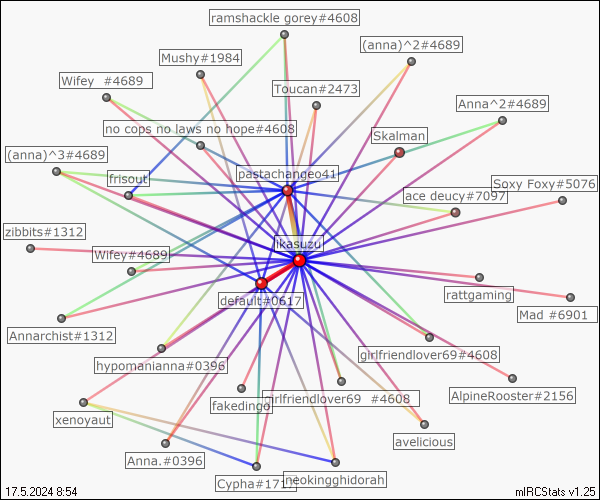 ramshackle gorey#4608
(anna)^2#4689
Mushy#1984
Wifey #4689
Toucan#2473
Anna^2#4689
no cops no laws no hope#4608
Skalman
(anna)^3#4689
pastachangeo41
frisout
Soxy Foxy#5076
ace deucy#7097
zibbits#1312
likasuzu
Wifey#4689
rattgaming
default#0617
Mad #6901
Annarchist#1312
girlfriendlover69#4608
hypomanianna#0396
AlpineRooster#2156
girlfriendlover69 #4608
fakedingo
xenoyaut
avelicious
Anna.#0396
neokingghidorah
17.5.2024 8:54
mIRCStats v1.25